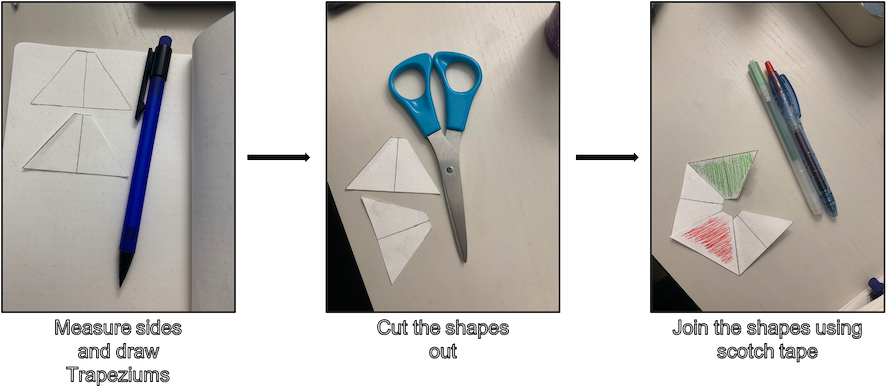 Measure sides
and draw
Trapeziums
Cut the shapes
out
Join the shapes using
scotch tape